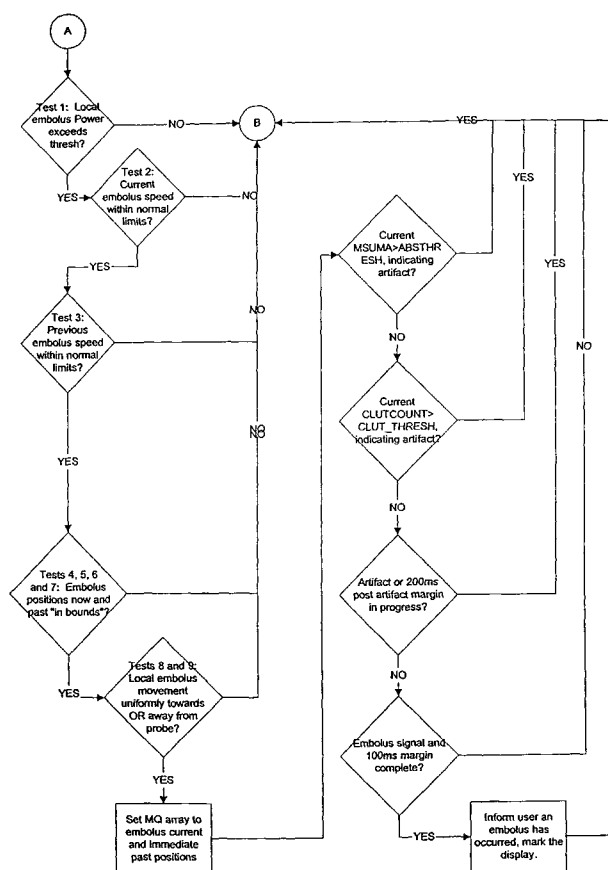 A
Test 1: Local
embolus Power
exceeds
thresh?
NO
B
YES
YES
Test 2:
Current
embolus speed
within normal
limits?
NO
YES
YES
Current
MSUMA>ABSTHR
ESH, indicating
artifact?
YES
Test 3:
Previous
embolus speed
within normal
limits?
NO
NO
NO
Current
CLUTCOUNT>
CLUT_THRESH,
indicating artifact?
NO
NO
YES
NO
Tests 4, 5, 6
and 7: Embolus
positions now and
past "in bounds"?
Artifact or 200ms
post artifact margin
in progress?
YES
Tests 8 and 9:
Local embolus
movement
uniformly towards
OR away from
probe?
NO
Embolus signal and
100ms margin
complete?
YES
Set MQ array to
embolus current
and immediate
past positions
YES
Inform user an
embolus has
occurred, mark the
display.